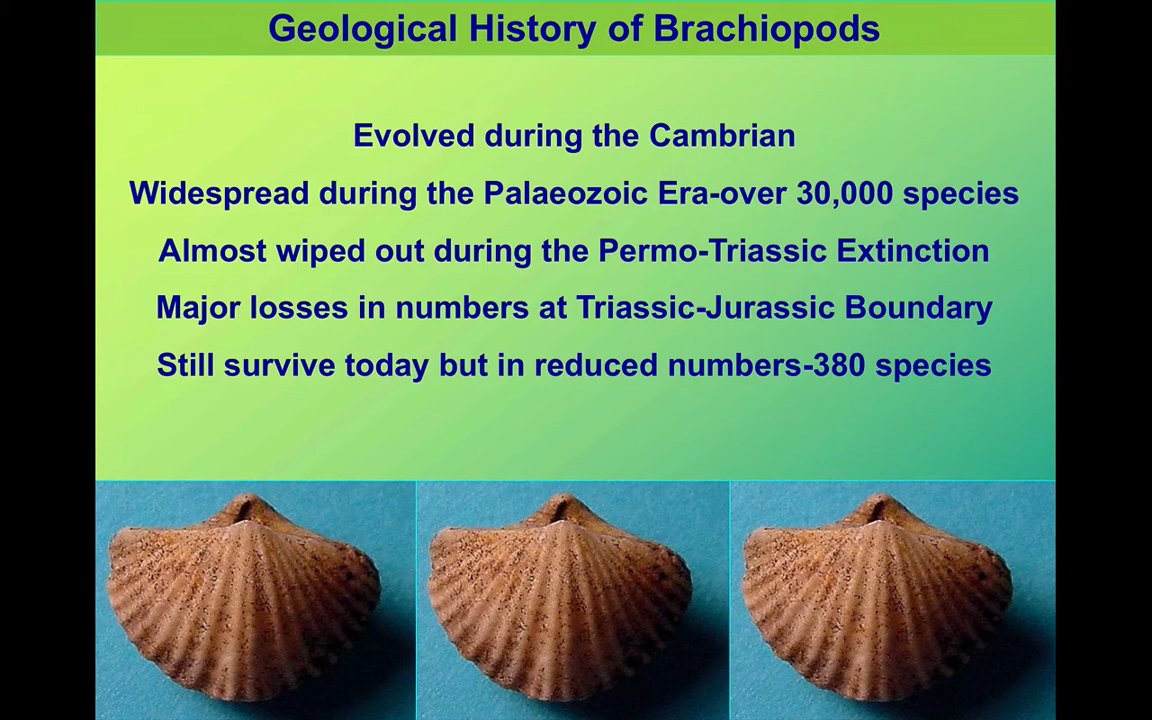 Geological History of Brachiopods
Evolved during the Cambrian
Widespread during the Palaeozoic Era-over 30,000 species
Almost wiped out during the Permo-Triassic Extinction
Major losses in numbers at Triassic-Jurassic Boundary
Still survive today but in reduced numbers-380 species